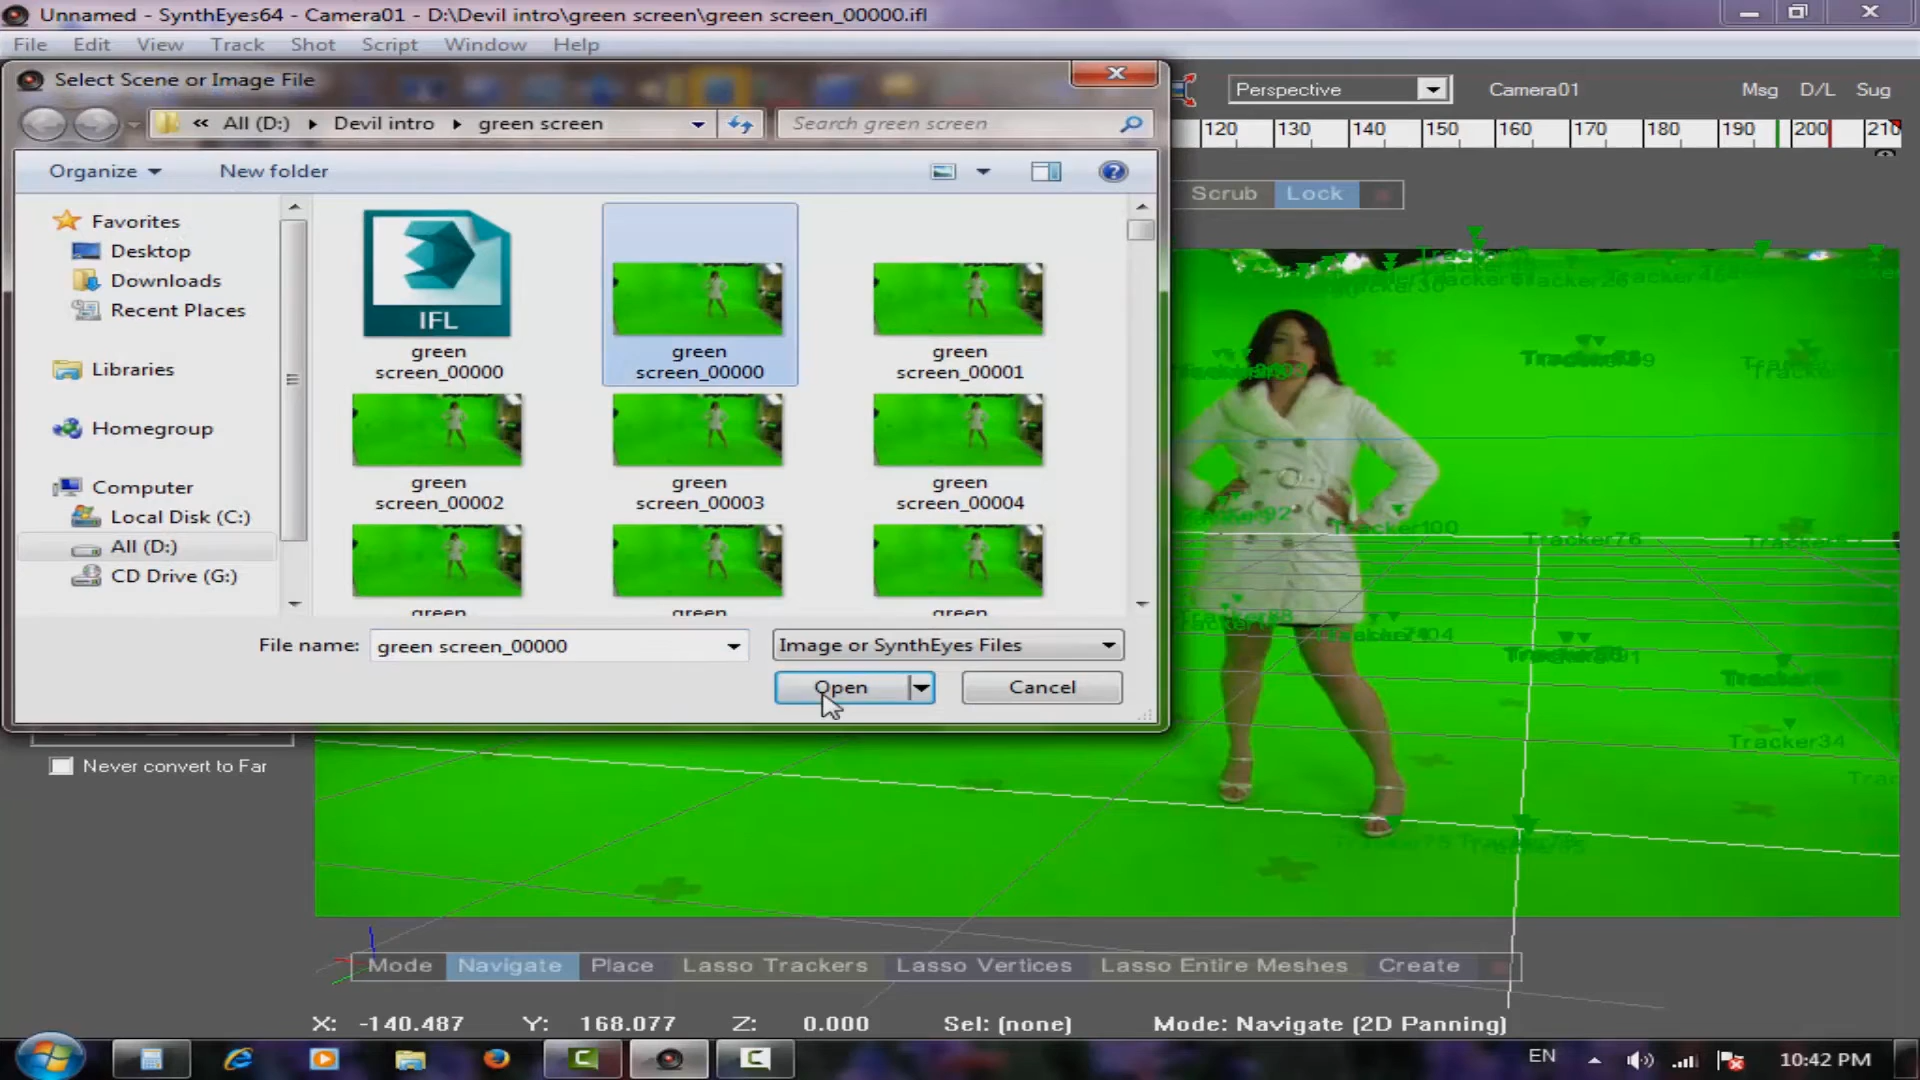 Unnamed - SynthEyes64 - Camera01 - D:\Devil intro\green screen\green screen_00000.ifl
File Edit View Track Shot Script Window Help
Select Scene or Image File
Perspective Camera01 Msg D/L Sug
« All (D:) Devil intro green screen
Search green screen
120 130 140 150 160 170 180 190 200 210
Organize New folder
Scrub Lock
Favorites
Desktop
Downloads
Recent Places
Libraries
Homegroup
Computer
Local Disk (C:)
All (D:)
CD Drive (G:)
IFL
green screen_00000
green screen_00000
green screen_00001
green screen_00002
green screen_00003
green screen_00004
green
green
green
Tracker100
Tracker76
Tracker34
File name: green screen_00000
Image or SynthEyes Files
Open Cancel
Never convert to Far
Mode Navigate Place Lasso Trackers Lasso Vertices Lasso Entire Meshes Create
X: -140.487 Y: 168.077 Z: 0.000 Sel: (none) Mode: Navigate (2D Panning)
EN 10:42 PM